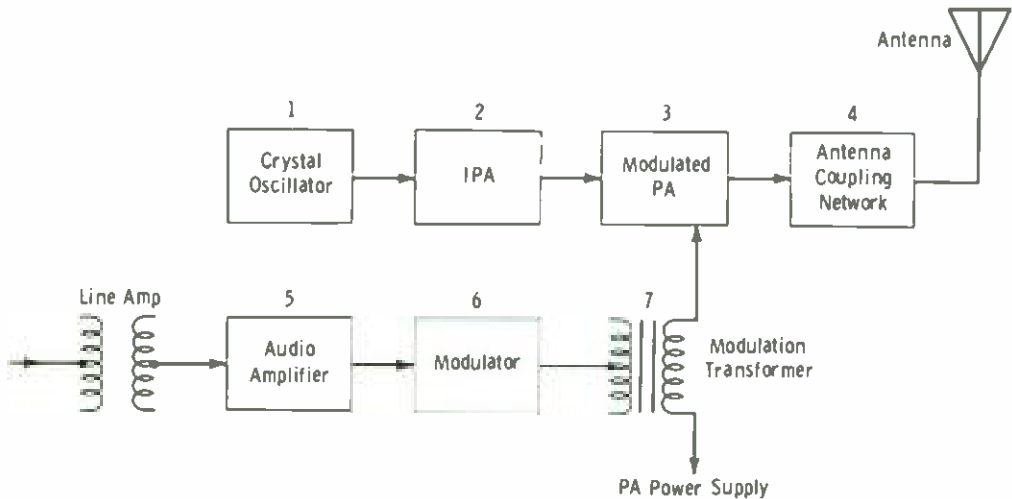 Antenna
1
2
3
4
Crystal
Oscillator
IPA
Modulated
PA
Antenna
Coupling
Network
Line Amp
5
6
7
Audio
Amplifier
Modulator
Modulation
Transformer
PA Power Supply